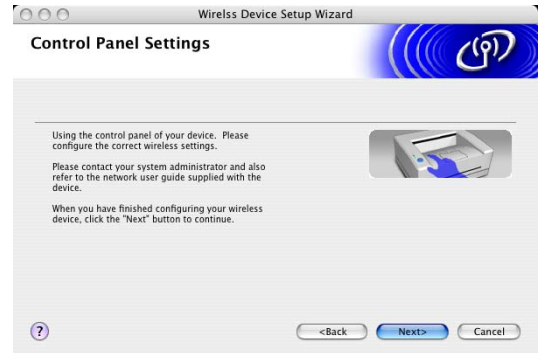 Wirelss Device Setup Wizard
Control Panel Settings
Using the control panel of your device. Please
configure the correct wireless settings.
Please contact your system administrator and also
refer to the network user guide supplied with the
device.
When you have finished configuring your wireless
device, click the "Next" button to continue.
?
<Back
Next>
Cancel